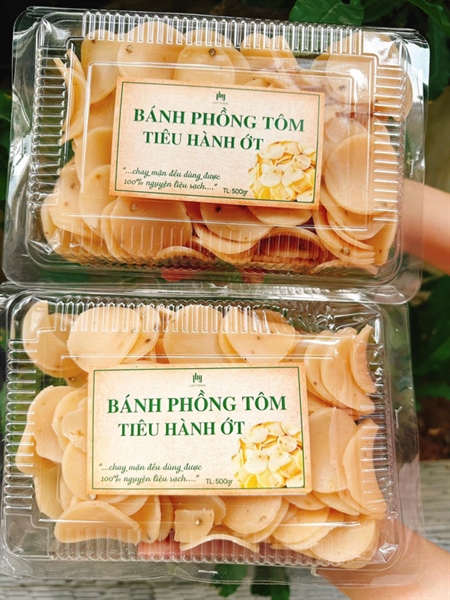 BÁNH PHỒNG TÔM
TIÊU HÀNH ỚT
"...chay mặn đều dùng được
100% nguyên liệu sạch...."
TL: 500gr
BÁNH PHỒNG TÔM
TIÊU HÀNH ỚT
"...chay mặn đều dùng được
100% nguyên liệu sạch...."
TL: 500gr